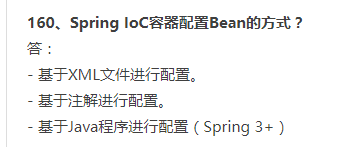 160、Spring IoC容器配置Bean的方式？
答：
- 基于XML文件进行配置。
- 基于注解进行配置。
- 基于Java程序进行配置（Spring 3+）